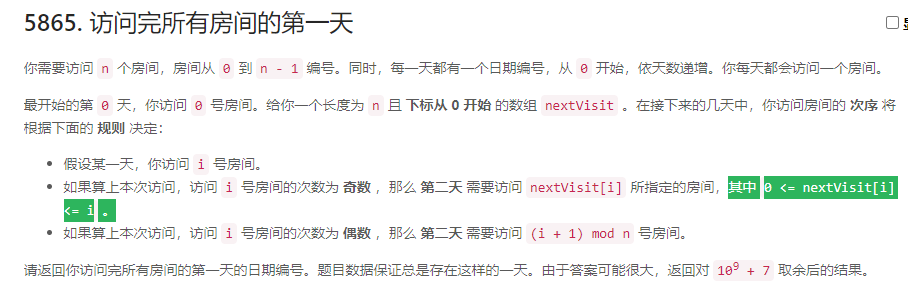 5865. 访问完所有房间的第一天
你需要访问 n 个房间，房间从 0 到 n - 1 编号。同时，每一天都有一个日期编号，从 0 开始，依天数递增。你每天都会访问一个房间。
最开始的第 0 天，你访问 0 号房间。给你一个长度为 n 且 下标从 0 开始 的数组 nextVisit 。在接下来的几天中，你访问房间的 次序 将
根据下面的 规则 决定：
• 假设某一天，你访问 i 号房间。
• 如果算上本次访问，访问 i 号房间的次数为 奇数 ，那么 第二天 需要访问 nextVisit[i] 所指定的房间，其中 0 <= nextVisit[i]
<= i 。
• 如果算上本次访问，访问 i 号房间的次数为 偶数 ，那么 第二天 需要访问 (i + 1) mod n 号房间。
请返回你访问完所有房间的第一天的日期编号。题目数据保证总是存在这样的一天。由于答案可能很大，返回对 10⁹ + 7 取余后的结果。